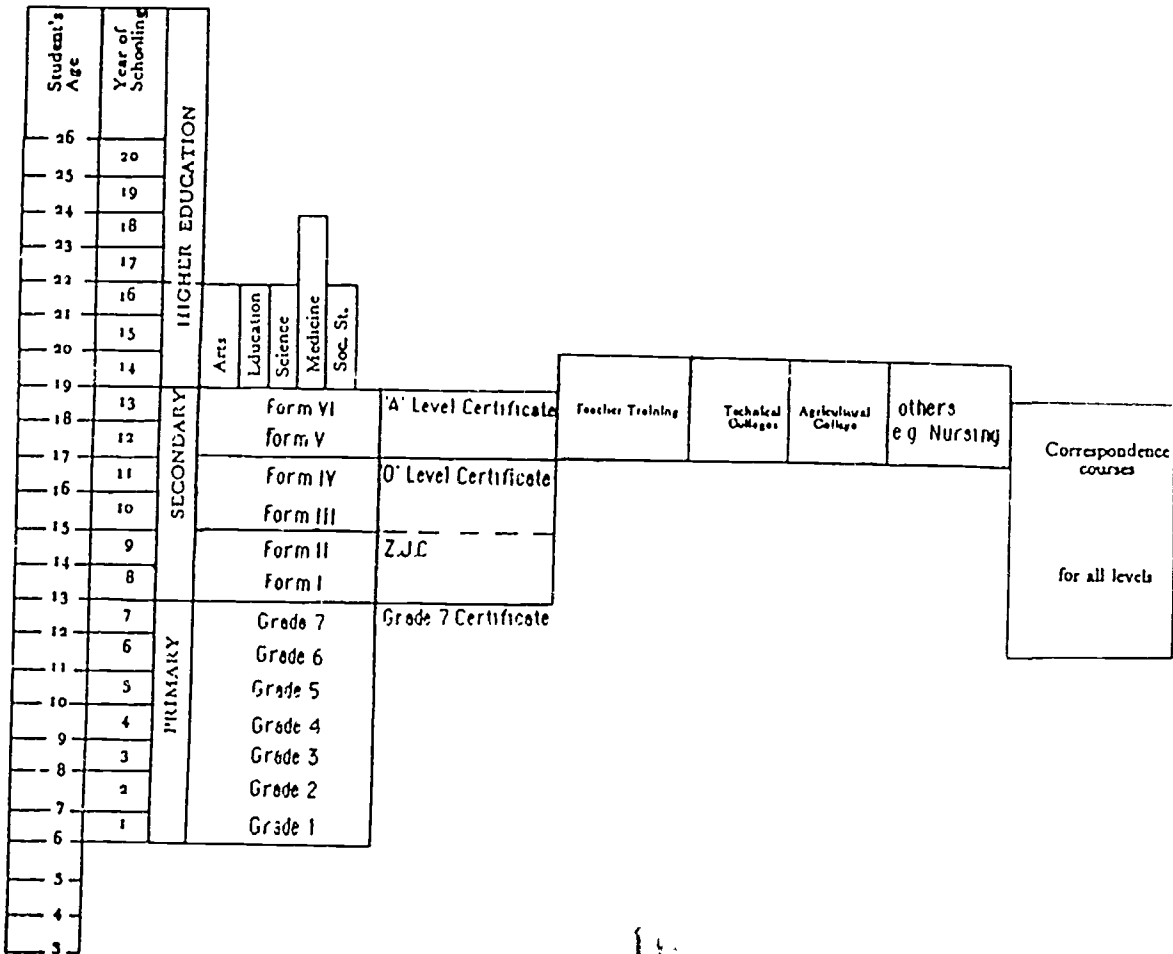 Student's
Age
Year of
Schooling
HIGHER EDUCATION
26
20
25
19
24
18
23
17
22
16
21
15
20
14
19
Arts
Education
Science
Medicine
Soc. St.
SECONDARY
13
Form VI
'A' Level Certificate
18
12
Form V
17
11
Form IV
O' Level Certificate
16
10
Form III
15
9
Form II
Z.J.C
14
8
Form I
13
Teacher Training
Technical
Colleges
Agricultural
College
others
e g Nursing
Correspondence
courses
for all levels
PRIMARY
7
Grade 7
Grade 7 Certificate
12
6
Grade 6
11
5
Grade 5
10
4
Grade 4
9
3
Grade 3
8
2
Grade 2
7
1
Grade 1
6
5
4
3